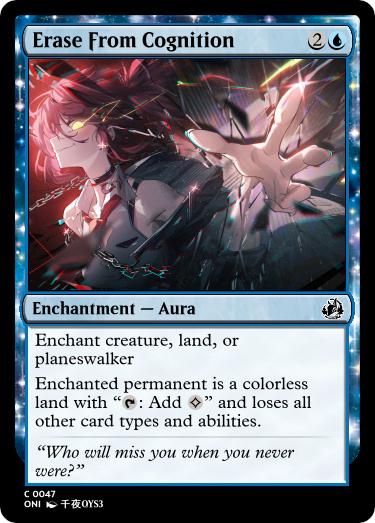 Erase From Cognition
2
Enchantment — Aura
Enchant creature, land, or
planeswalker
Enchanted permanent is a colorless
land with “: Add ” and loses all
other card types and abilities.
“Who will miss you when you never
were?”
C 0047
ONI 千夜OYS3